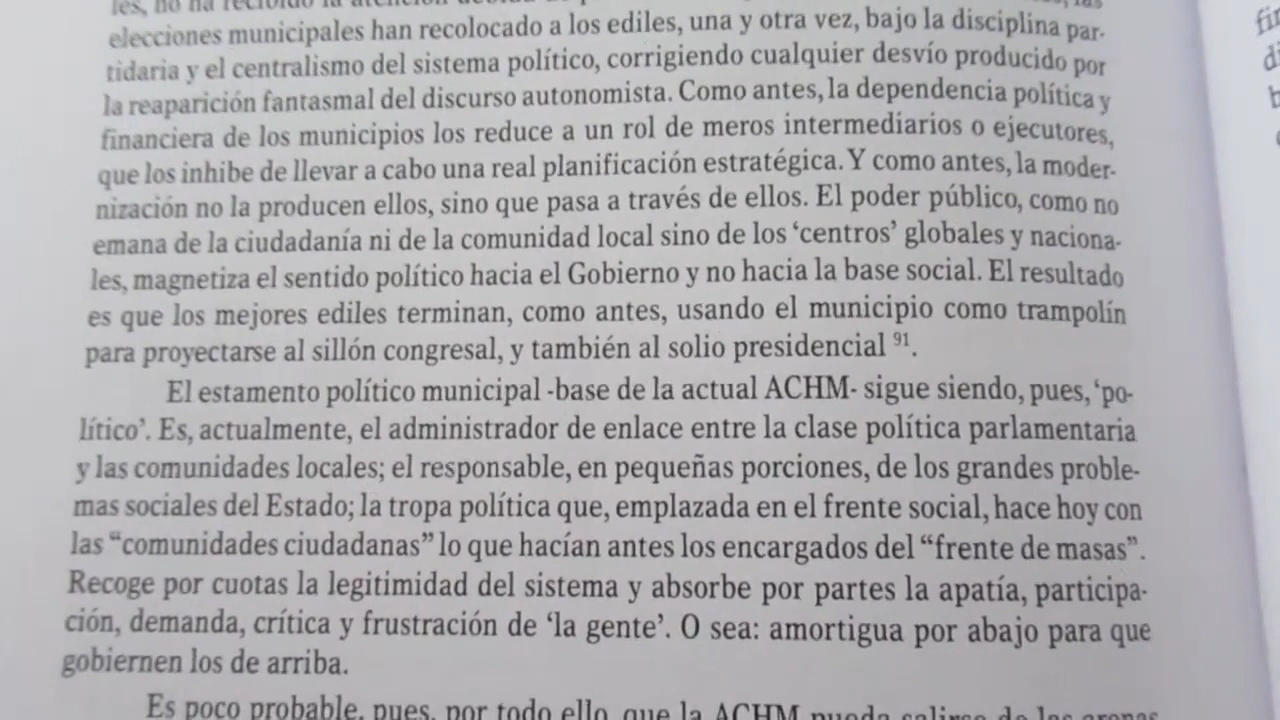 les, no ha recibido la atención
elecciones municipales han recolocado a los ediles, una y otra vez, bajo la disciplina par-
tidaria y el centralismo del sistema político, corrigiendo cualquier desvío producido por
la reaparición fantasmal del discurso autonomista. Como antes, la dependencia política y
financiera de los municipios los reduce a un rol de meros intermediarios o ejecutores,
que los inhibe de llevar a cabo una real planificación estratégica. Y como antes, la moder-
nización no la producen ellos, sino que pasa a través de ellos. El poder público, como no
emana de la ciudadanía ni de la comunidad local sino de los ‘centros’ globales y naciona-
les, magnetiza el sentido político hacia el Gobierno y no hacia la base social. El resultado
es que los mejores ediles terminan, como antes, usando el municipio como trampolín
para proyectarse al sillón congresal, y también al solio presidencial 91.
El estamento político municipal -base de la actual ACHM- sigue siendo, pues, ‘po-
lítico’. Es, actualmente, el administrador de enlace entre la clase política parlamentaria
y las comunidades locales; el responsable, en pequeñas porciones, de los grandes proble-
mas sociales del Estado; la tropa política que, emplazada en el frente social, hace hoy con
las “comunidades ciudadanas” lo que hacían antes los encargados del “frente de masas”.
Recoge por cuotas la legitimidad del sistema y absorbe por partes la apatía, participa-
ción, demanda, crítica y frustración de ‘la gente’. O sea: amortigua por abajo para que
gobiernen los de arriba.
Es poco probable, pues, por todo ello, que la ACHM pueda salirse de las arenas